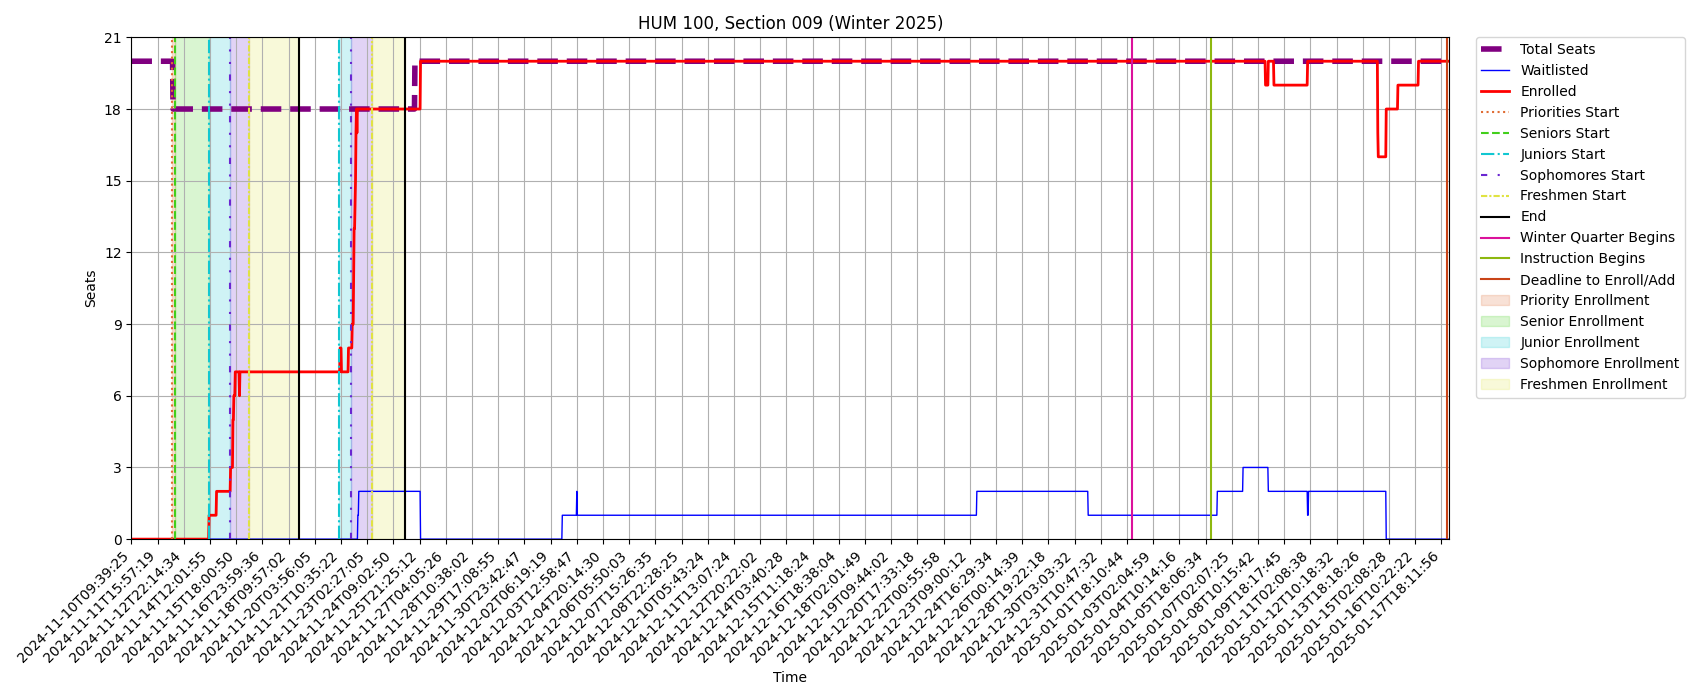 HUM 100, Section 009 (Winter 2025)
21
18
15
12
9
6
3
0
Seats
2024-11-10T09:39:25
2024-11-11T15:57:19
2024-11-12T22:14:34
2024-11-14T12:01:55
2024-11-15T18:00:50
2024-11-16T23:59:36
2024-11-18T09:57:02
2024-11-20T03:56:05
2024-11-21T10:35:22
2024-11-23T02:27:05
2024-11-24T09:02:50
2024-11-25T21:25:12
2024-11-27T04:05:26
2024-11-28T10:38:02
2024-11-29T17:08:55
2024-11-30T23:42:47
2024-12-02T06:19:19
2024-12-03T12:58:47
2024-12-04T20:14:30
2024-12-06T05:50:03
2024-12-07T15:26:35
2024-12-08T22:28:25
2024-12-10T05:43:24
2024-12-11T13:07:24
2024-12-12T20:22:02
2024-12-14T03:40:28
2024-12-15T11:18:24
2024-12-16T18:38:04
2024-12-18T02:01:49
2024-12-19T09:44:02
2024-12-20T17:33:18
2024-12-22T00:55:58
2024-12-23T09:00:12
2024-12-24T16:29:34
2024-12-26T00:14:39
2024-12-28T19:22:18
2024-12-30T03:03:32
2024-12-31T10:47:32
2025-01-01T18:10:44
2025-01-03T02:04:59
2025-01-04T10:14:16
2025-01-05T18:06:34
2025-01-07T02:07:25
2025-01-08T10:15:42
2025-01-09T18:17:45
2025-01-11T02:08:38
2025-01-12T10:18:32
2025-01-13T18:18:26
2025-01-15T02:08:28
2025-01-16T10:22:22
2025-01-17T18:11:56
Time
Total Seats
Waitlisted
Enrolled
Priorities Start
Seniors Start
Juniors Start
Sophomores Start
Freshmen Start
End
Winter Quarter Begins
Instruction Begins
Deadline to Enroll/Add
Priority Enrollment
Senior Enrollment
Junior Enrollment
Sophomore Enrollment
Freshmen Enrollment